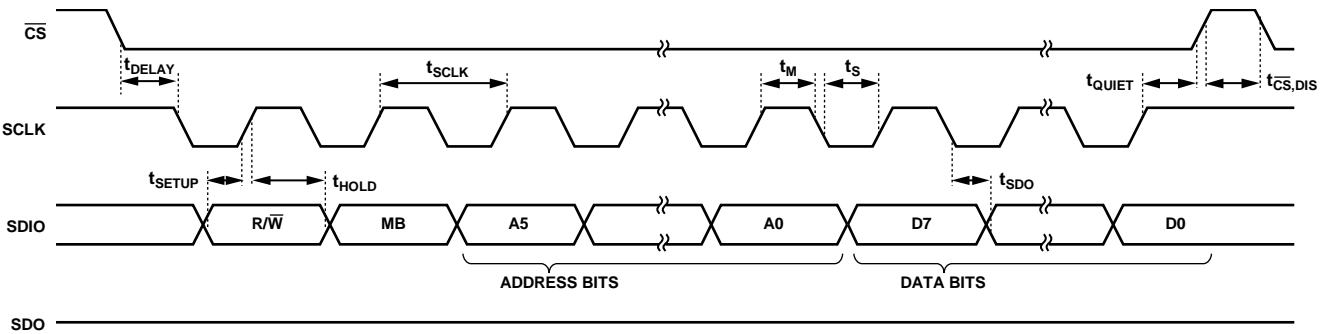 CS
tDELAY
tSCLK
tM
tS
tQUIET
tCS,DIS
SCLK
tSETUP
tHOLD
tSDO
SDIO
R/W
MB
A5
A0
D7
D0
ADDRESS BITS
DATA BITS
SDO